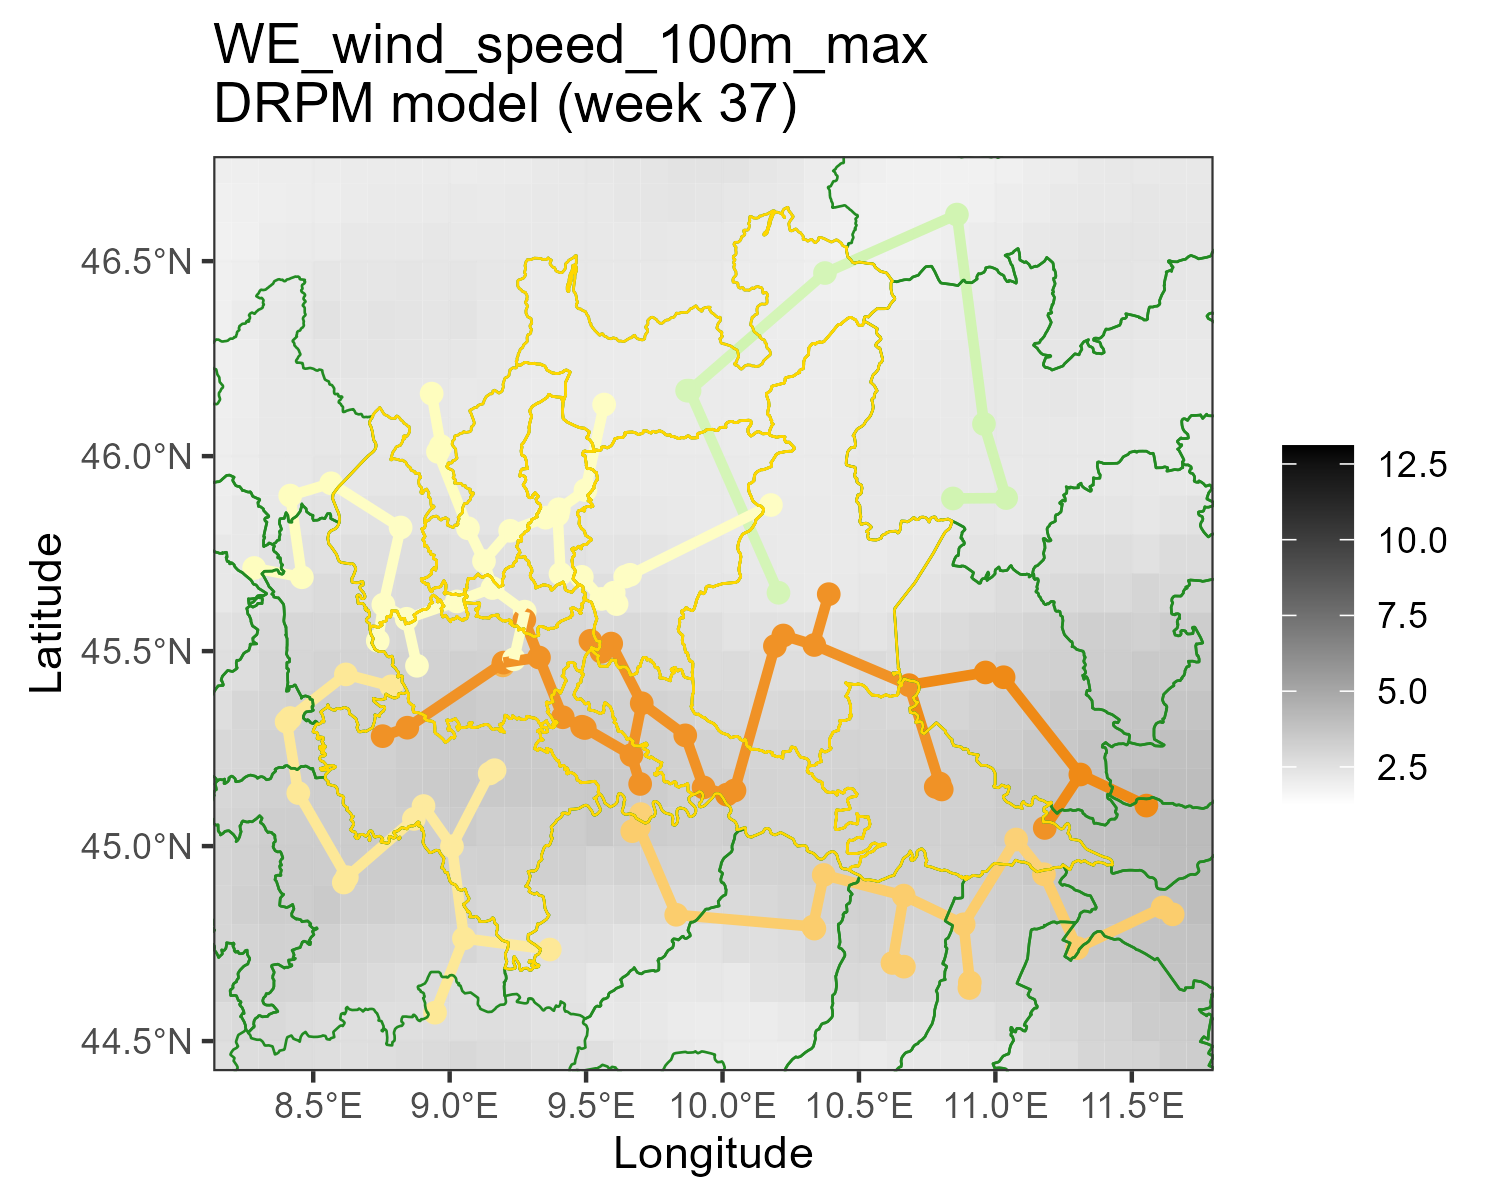 WE_wind_speed_100m_max
DRPM model (week 37)
Latitude
46.5°N
46.0°N
45.5°N
45.0°N
44.5°N
8.5°E
9.0°E
9.5°E
10.0°E
10.5°E
11.0°E
11.5°E
Longitude
12.5
10.0
7.5
5.0
2.5